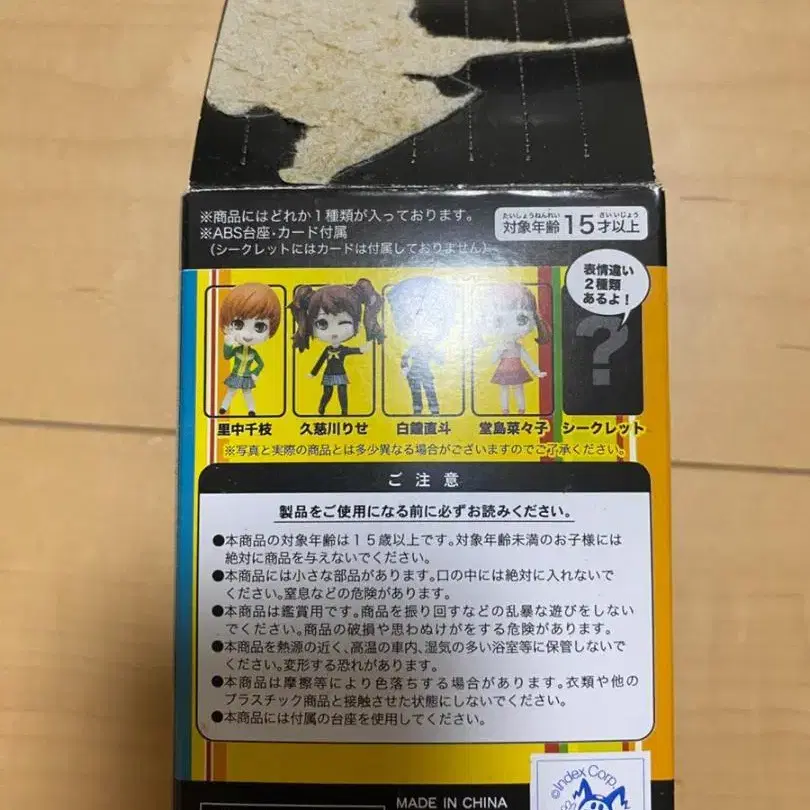 ※商品にはどれか1種類が入っております。
※ABS台座・カード付属
(シークレットにはカードは付属しておりません)
たいしょうねんれい さいいじょう
対象年齢15才以上
表情違い
2種類
あるよ!
?
里中千枝 久慈川りせ 白鐘直斗 堂島菜々子 シークレット
※写真と実際の商品とは多少異なる場合がございますのでご了承ください。
ご注意
製品をご使用になる前に必ずお読みください。
●本商品の対象年齢は15歳以上です。対象年齢未満のお子様には
絶対に商品を与えないでください。
●本商品には小さな部品があります。口の中には絶対に入れないで
ください。窒息などの危険があります。
●本商品は鑑賞用です。商品を振り回すなどの乱暴な遊びをしない
でください。商品の破損や思わぬけがをする危険があります。
●本商品を熱源の近く、高温の車内、湿気の多い浴室等に保管しないで
ください。変形する恐れがあります。
●本商品は摩擦等により色落ちする場合があります。衣類や他の
プラスチック商品と接触させた状態にしないでください。
●本商品には付属の台座を使用してください。
MADE IN CHINA
©Index Corp.